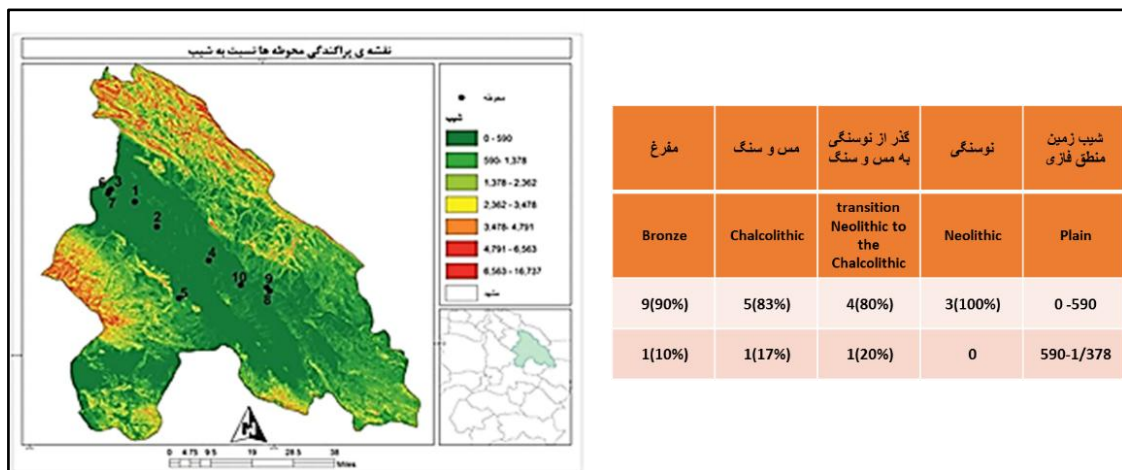 نقشه ی پراکندگی محوطه ها نسبت به شیب
محوطه
شیب
0 - 590
590- 1,378
1,378 - 2,362
2,362 - 3,478
3,478- 4,791
4,791 - 6,563
6,563 - 16,737
مشهد
6 3 1
7
2
4
10 9
5 8
N
0 4.75 9.5 19 28.5 38
Miles
شیب زمین منطق فازی
نوسنگی
گذر از نوسنگی به مس و سنگ
مس و سنگ
مفرغ
Bronze
Chalcolithic
transition
Neolithic to
the
Chalcolithic
Neolithic
Plain
9(90%) 5(83%) 4(80%) 3(100%) 0 -590
1(10%) 1(17%) 1(20%) 0 590-1/378